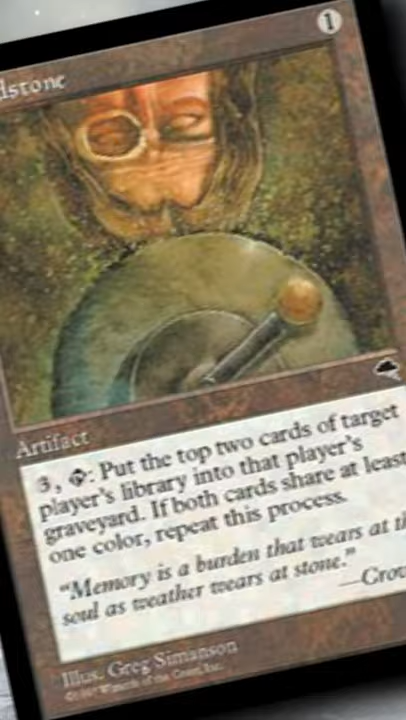 dstone
1
Artifact
3, : Put the top two cards of target
player's library into that player's
graveyard. If both cards share at least
one color, repeat this process.
"Memory is a burden that wears at th
soul as weather wears at stone."
—Crov
Illus. Greg Simanson